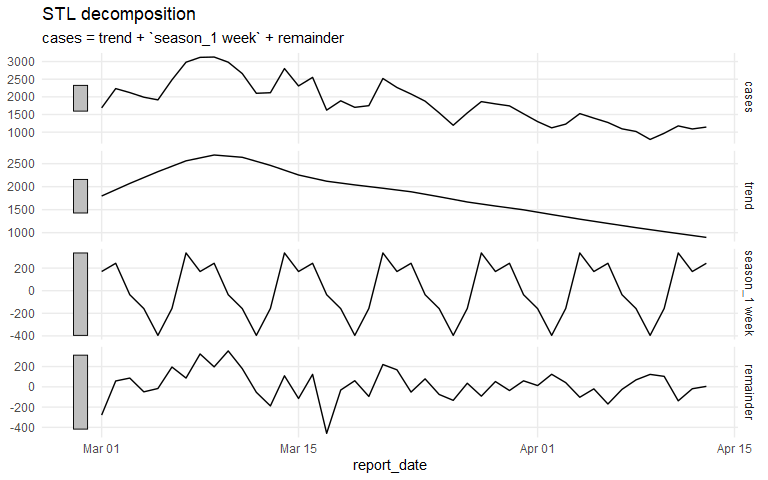 STL decomposition
cases = trend + `season_1 week` + remainder
3000
2500
2000
1500
1000
cases
2500
2000
1500
1000
trend
200
0
-200
-400
season_1 week
200
0
-200
-400
remainder
Mar 01
Mar 15
Apr 01
Apr 15
report_date